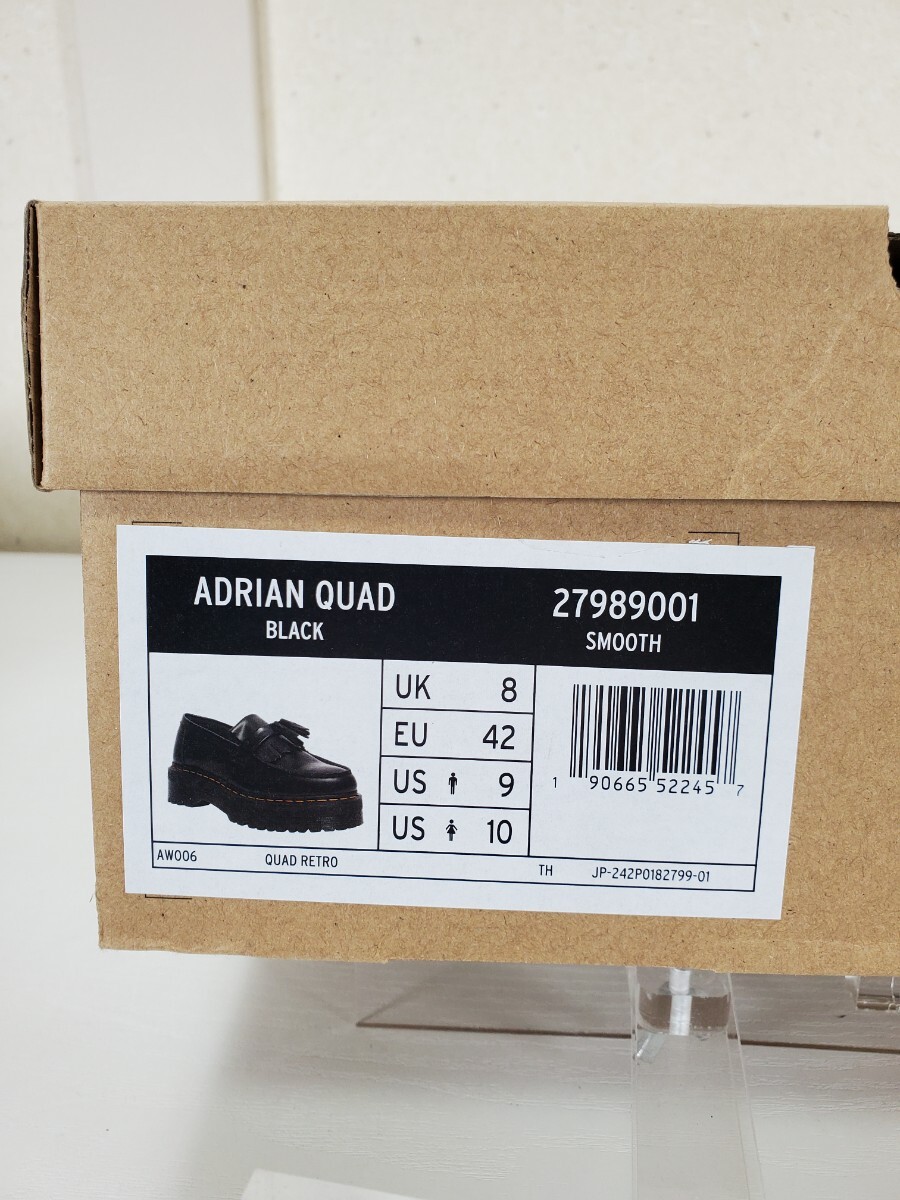 ADRIAN QUAD
BLACK
27989001
SMOOTH
UK 8
EU 42
US 9
US 10
1 90665 52245 7
AW006 QUAD RETRO TH JP-242P0182799-01